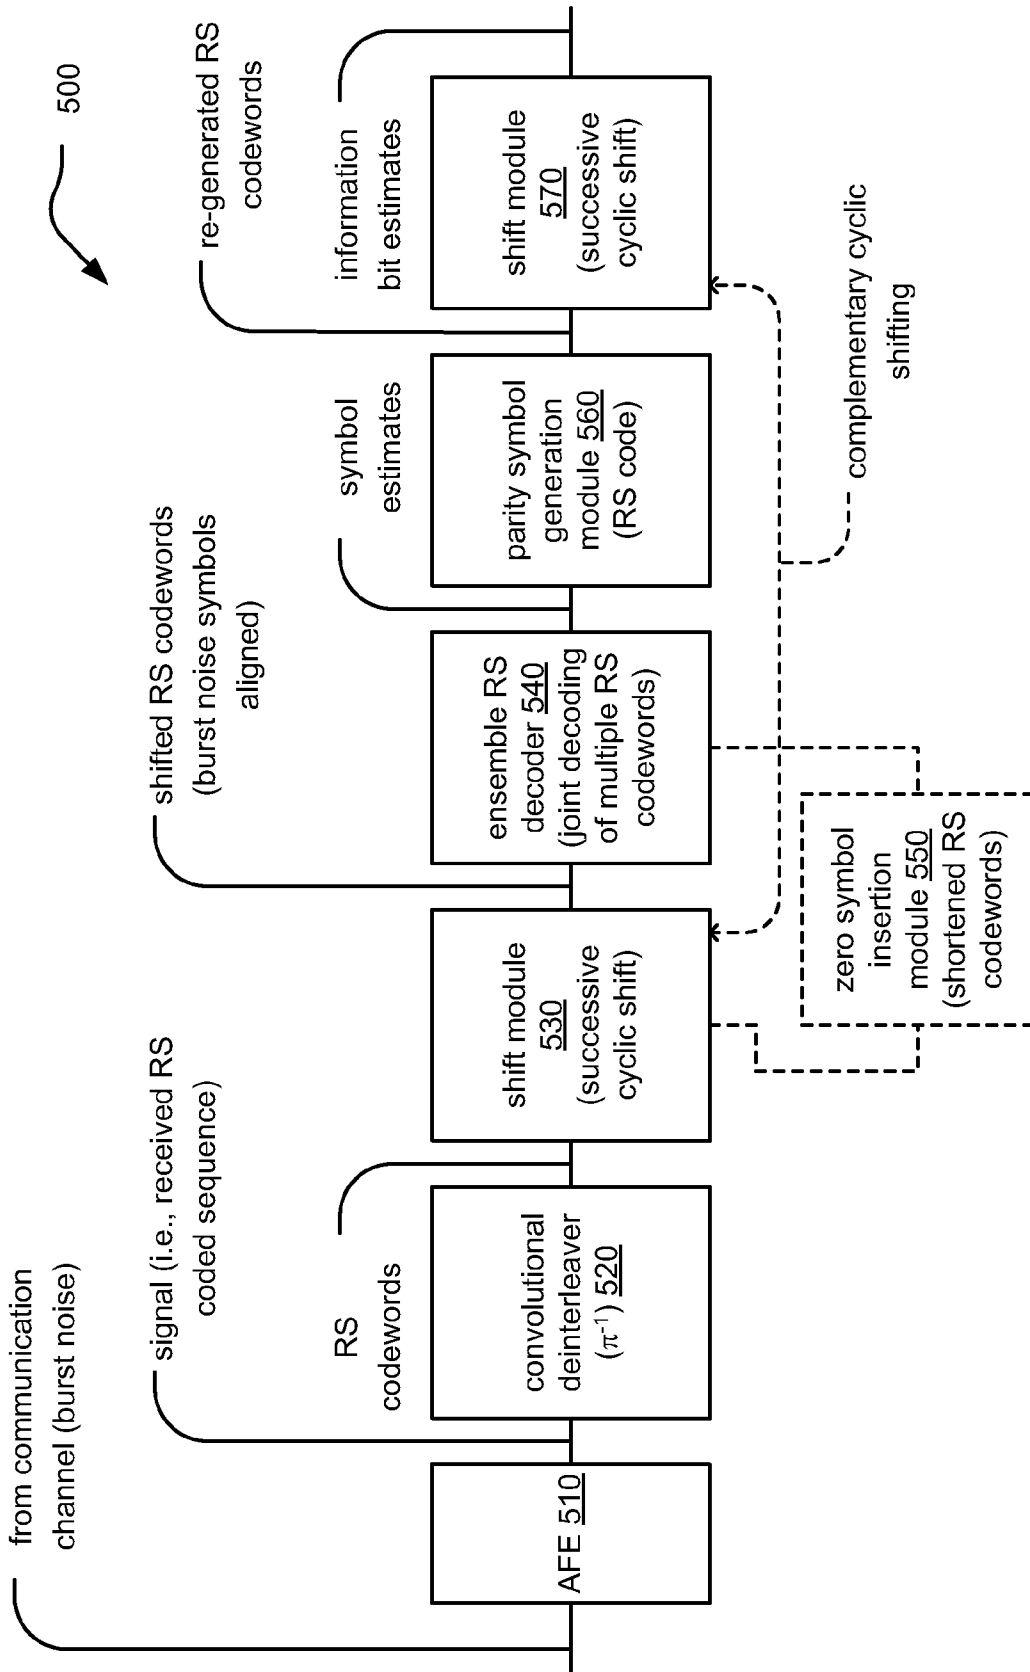 500
from communication
channel (burst noise)
signal (i.e., received RS
coded sequence)
RS
codewords
shifted RS codewords
(burst noise symbols
aligned)
symbol
estimates
re-generated RS
codewords
information
bit estimates
AFE 510
convolutional
deinterleaver
(π-1) 520
shift module
530
(successive
cyclic shift)
ensemble RS
decoder 540
(joint decoding
of multiple RS
codewords)
parity symbol
generation
module 560
(RS code)
shift module
570
(successive
cyclic shift)
zero symbol
insertion
module 550
(shortened RS
codewords)
complementary cyclic
shifting